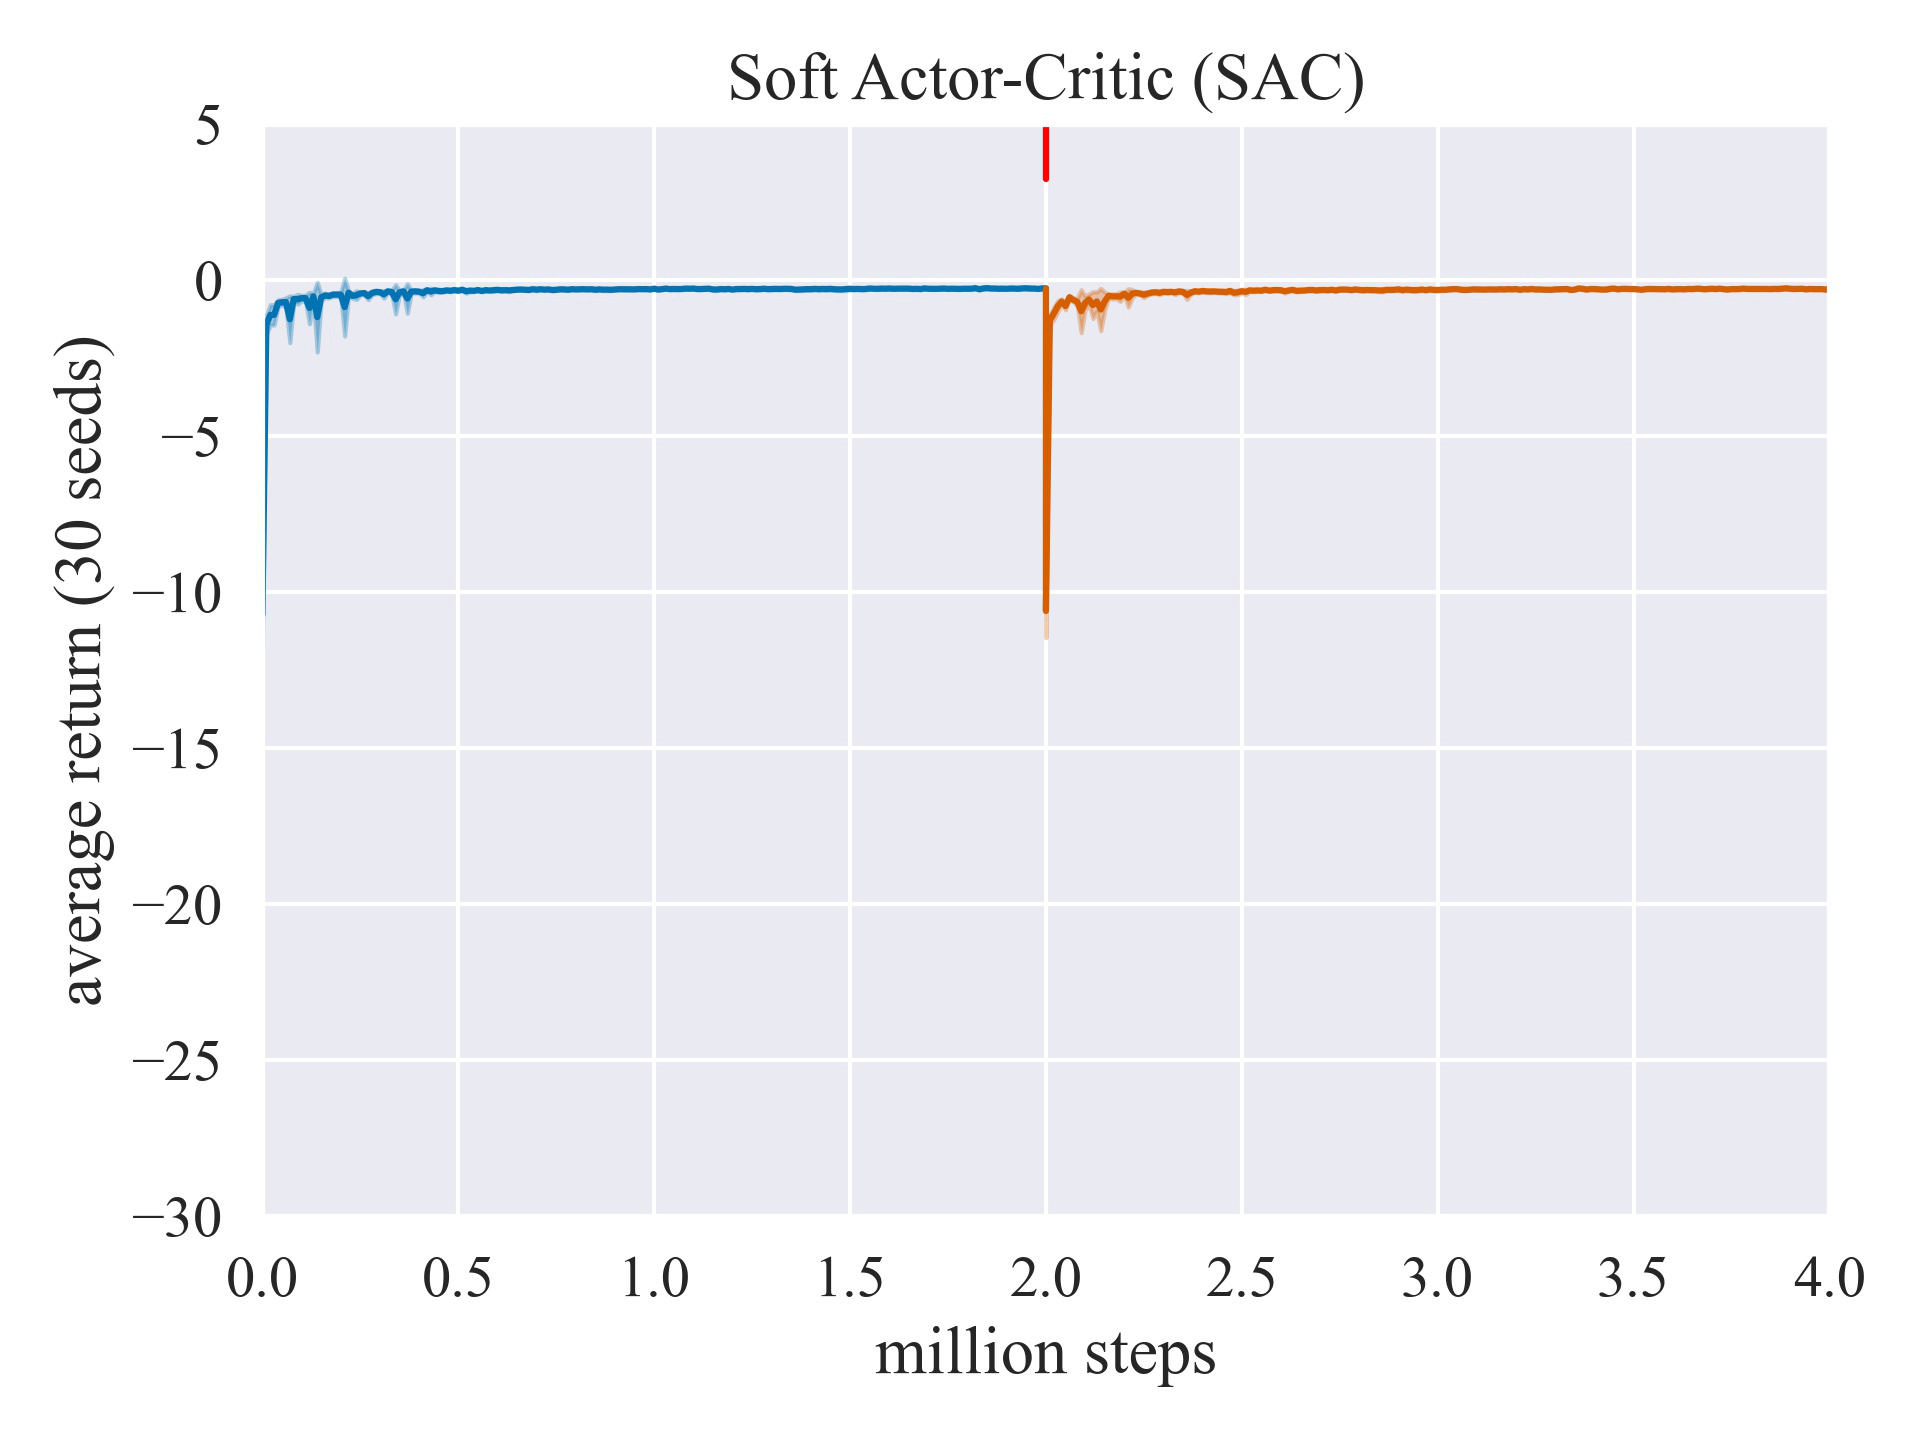 Soft Actor-Critic (SAC)
5
0
−5
−10
−15
−20
−25
−30
average return (30 seeds)
0.0 0.5 1.0 1.5 2.0 2.5 3.0 3.5 4.0
million steps